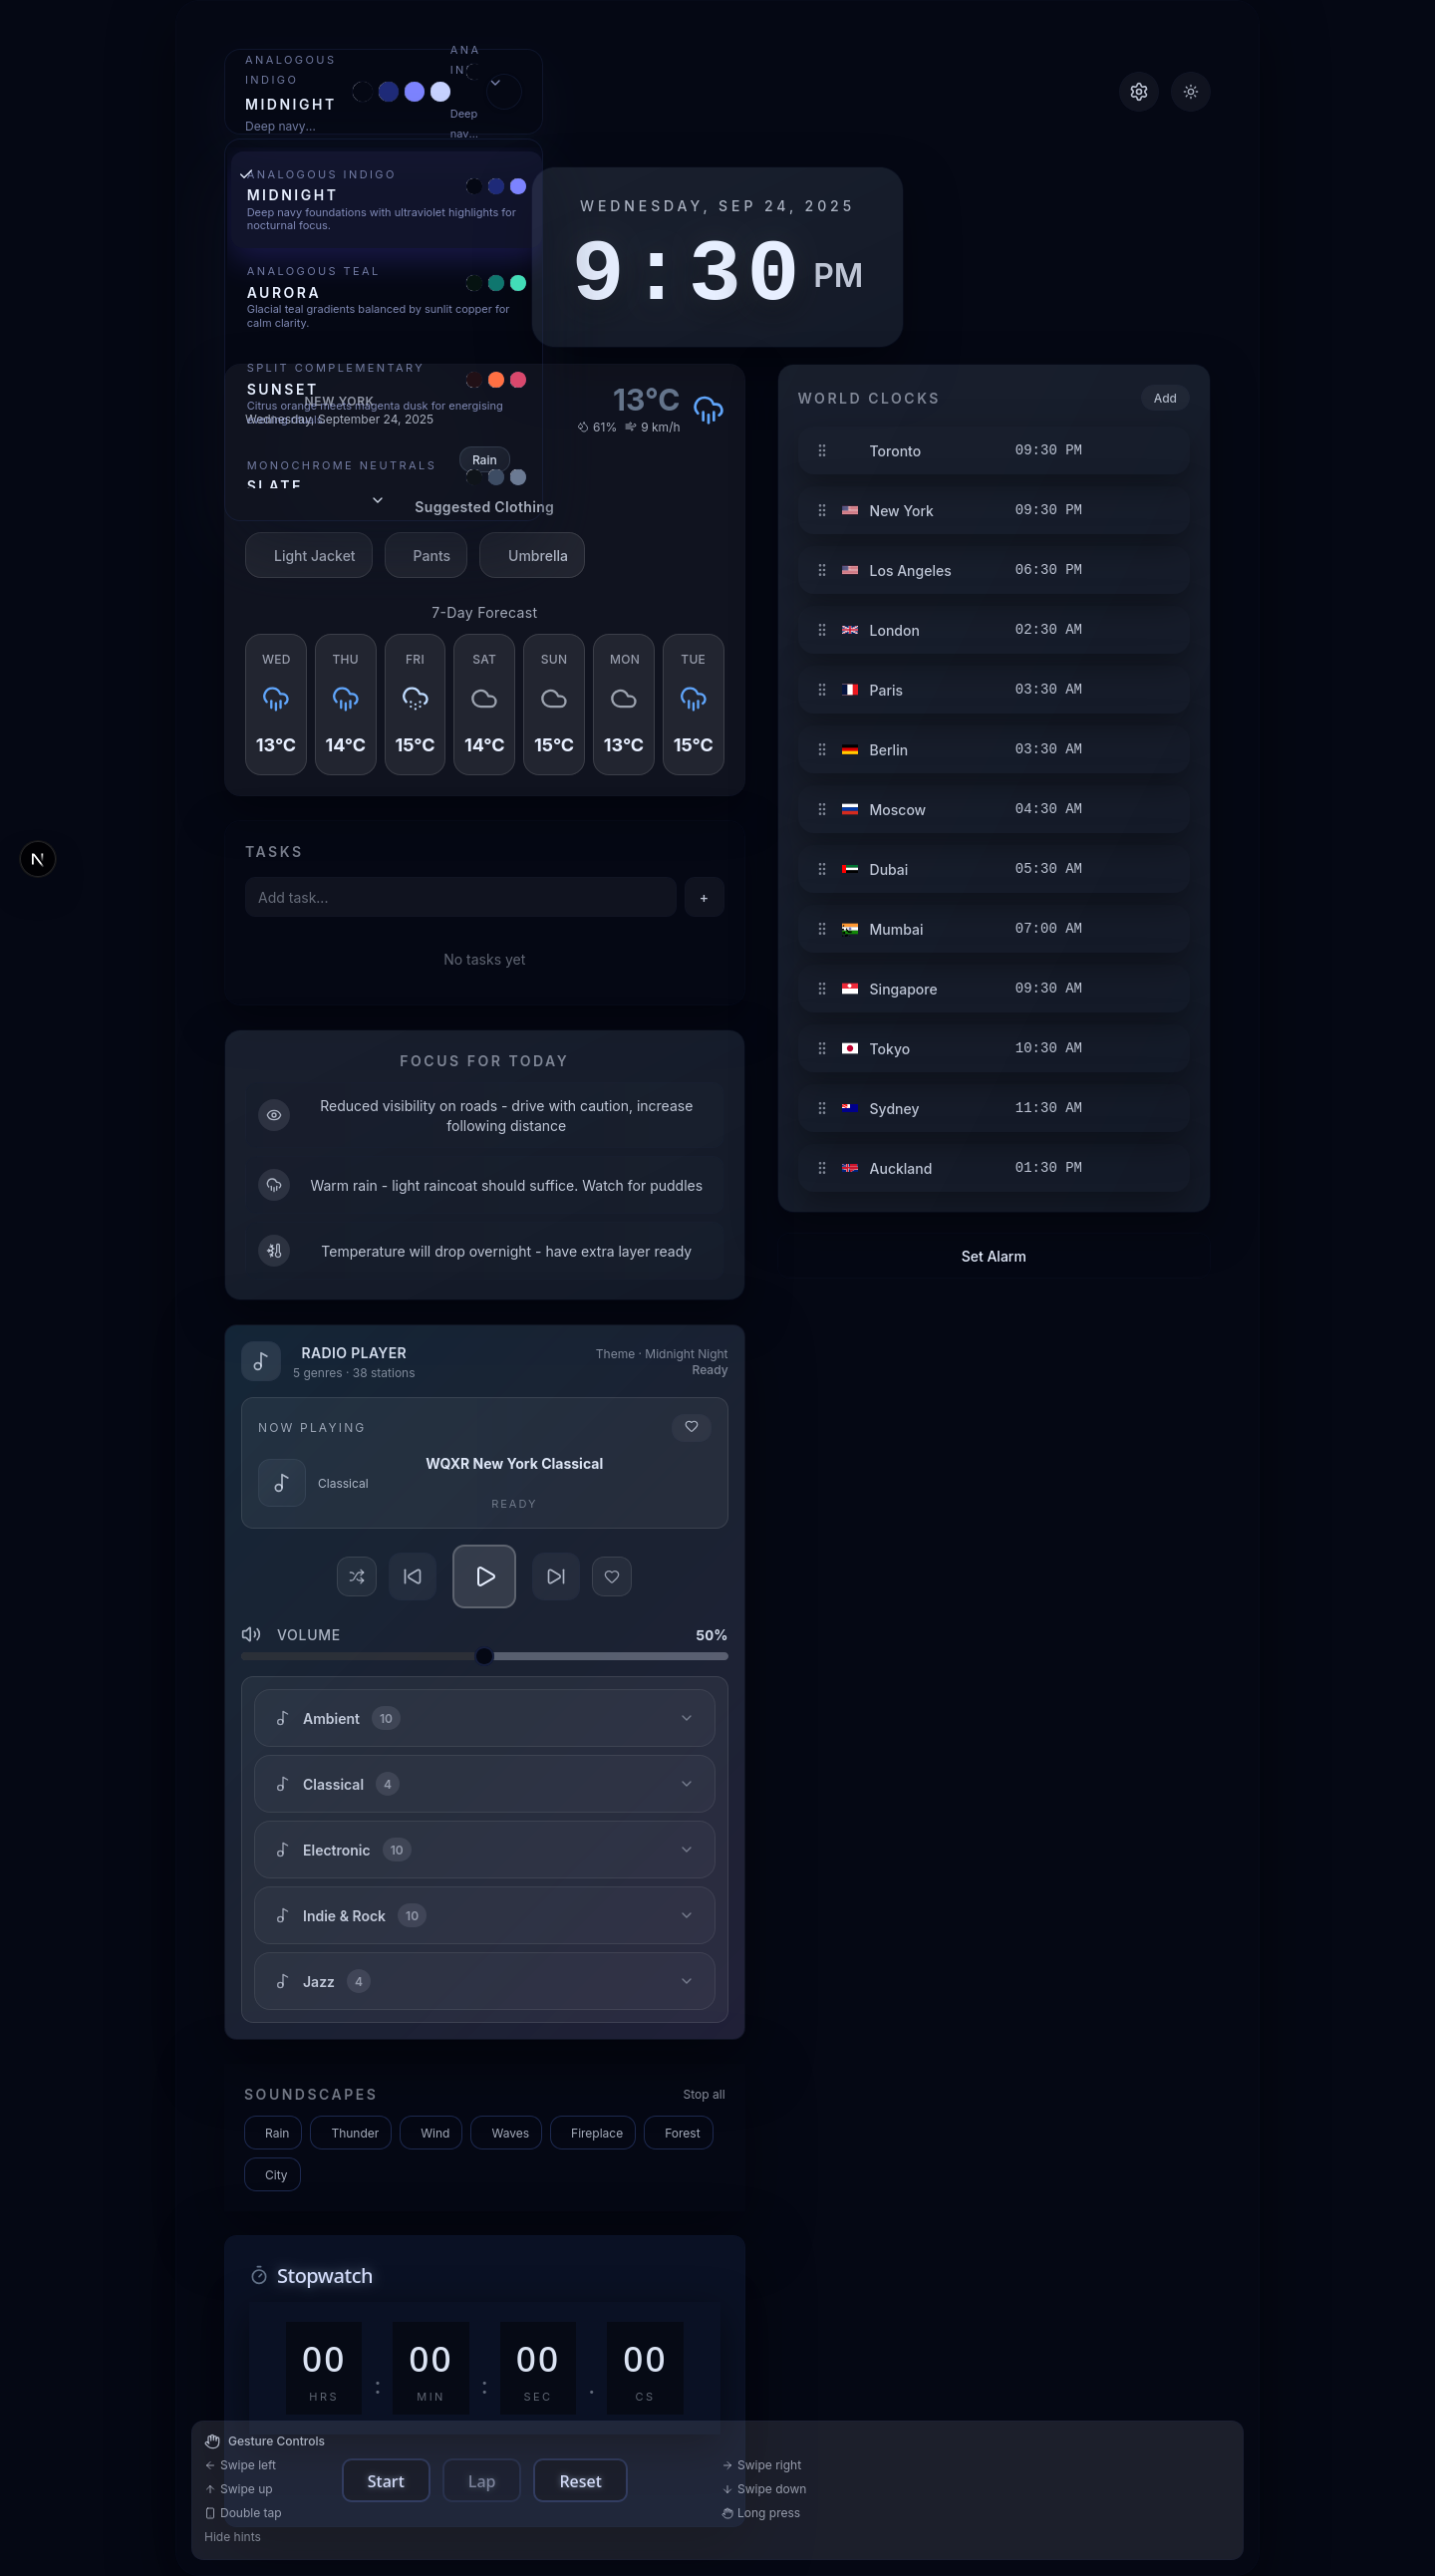 ANALOGOUS
INDIGO
MIDNIGHT
Deep navy...
ANA
Deep
nav...
ANALOGOUS INDIGO
MIDNIGHT
Deep navy foundations with ultraviolet highlights for
nocturnal focus.
ANALOGOUS TEAL
AURORA
Glacial teal gradients balanced by sunlit copper for
calm clarity.
SPLIT COMPLEMENTARY
SUNSET
Citrus orange meets magenta dusk for energising
MONOCHROME NEUTRALS
SLATE
WEDNESDAY, SEP 24, 2025
9:30 PM
NEW YORK
Wednesday, September 24, 2025
13°C
61% 9 km/h
Rain
Suggested Clothing
Light Jacket Pants Umbrella
7-Day Forecast
WED THU FRI SAT SUN MON TUE
13°C 14°C 15°C 14°C 15°C 13°C 15°C
TASKS
Add task...
+
No tasks yet
FOCUS FOR TODAY
Reduced visibility on roads - drive with caution, increase
following distance
Warm rain - light raincoat should suffice. Watch for puddles
Temperature will drop overnight - have extra layer ready
RADIO PLAYER
5 genres · 38 stations
Theme · Midnight Night
Ready
NOW PLAYING
WQXR New York Classical
Classical
READY
VOLUME 50%
Ambient 10
Classical 4
Electronic 10
Indie & Rock 10
Jazz 4
SOUNDSCAPES Stop all
Rain Thunder Wind Waves Fireplace Forest
City
Stopwatch
00 : 00 : 00 . 00
HRS MIN SEC CS
Start Lap Reset
WORLD CLOCKS Add
Toronto 09:30 PM
New York 09:30 PM
Los Angeles 06:30 PM
London 02:30 AM
Paris 03:30 AM
Berlin 03:30 AM
Moscow 04:30 AM
Dubai 05:30 AM
Mumbai 07:00 AM
Singapore 09:30 AM
Tokyo 10:30 AM
Sydney 11:30 AM
Auckland 01:30 PM
Set Alarm
N
Gesture Controls
Swipe left Swipe right
Swipe up Swipe down
Double tap Long press
Hide hints